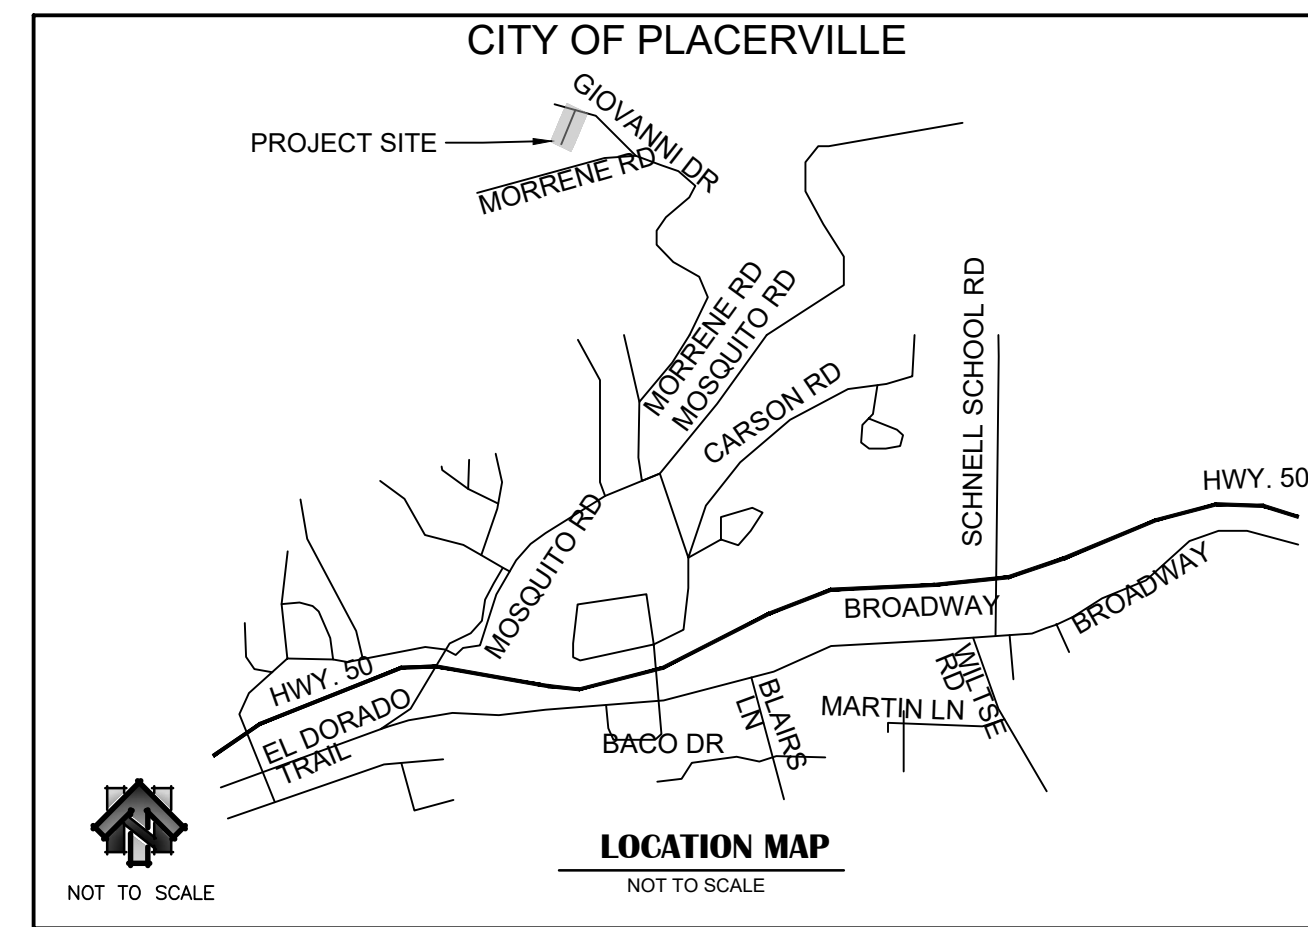 CITY OF PLACERVILLE
GIOVANNI DR
PROJECT SITE
MORRENE RD
MORRENE RD
MOSQUITO RD
SCHNELL SCHOOL RD
CARSON RD
HWY. 50
MOSQUITO RD
BROADWAY
BROADWAY
HWY. 50
EL DORADO
TRAIL
BLAIRS
LN
MARTIN LN
WILTSE
RD
BACO DR
N
LOCATION MAP
NOT TO SCALE
NOT TO SCALE